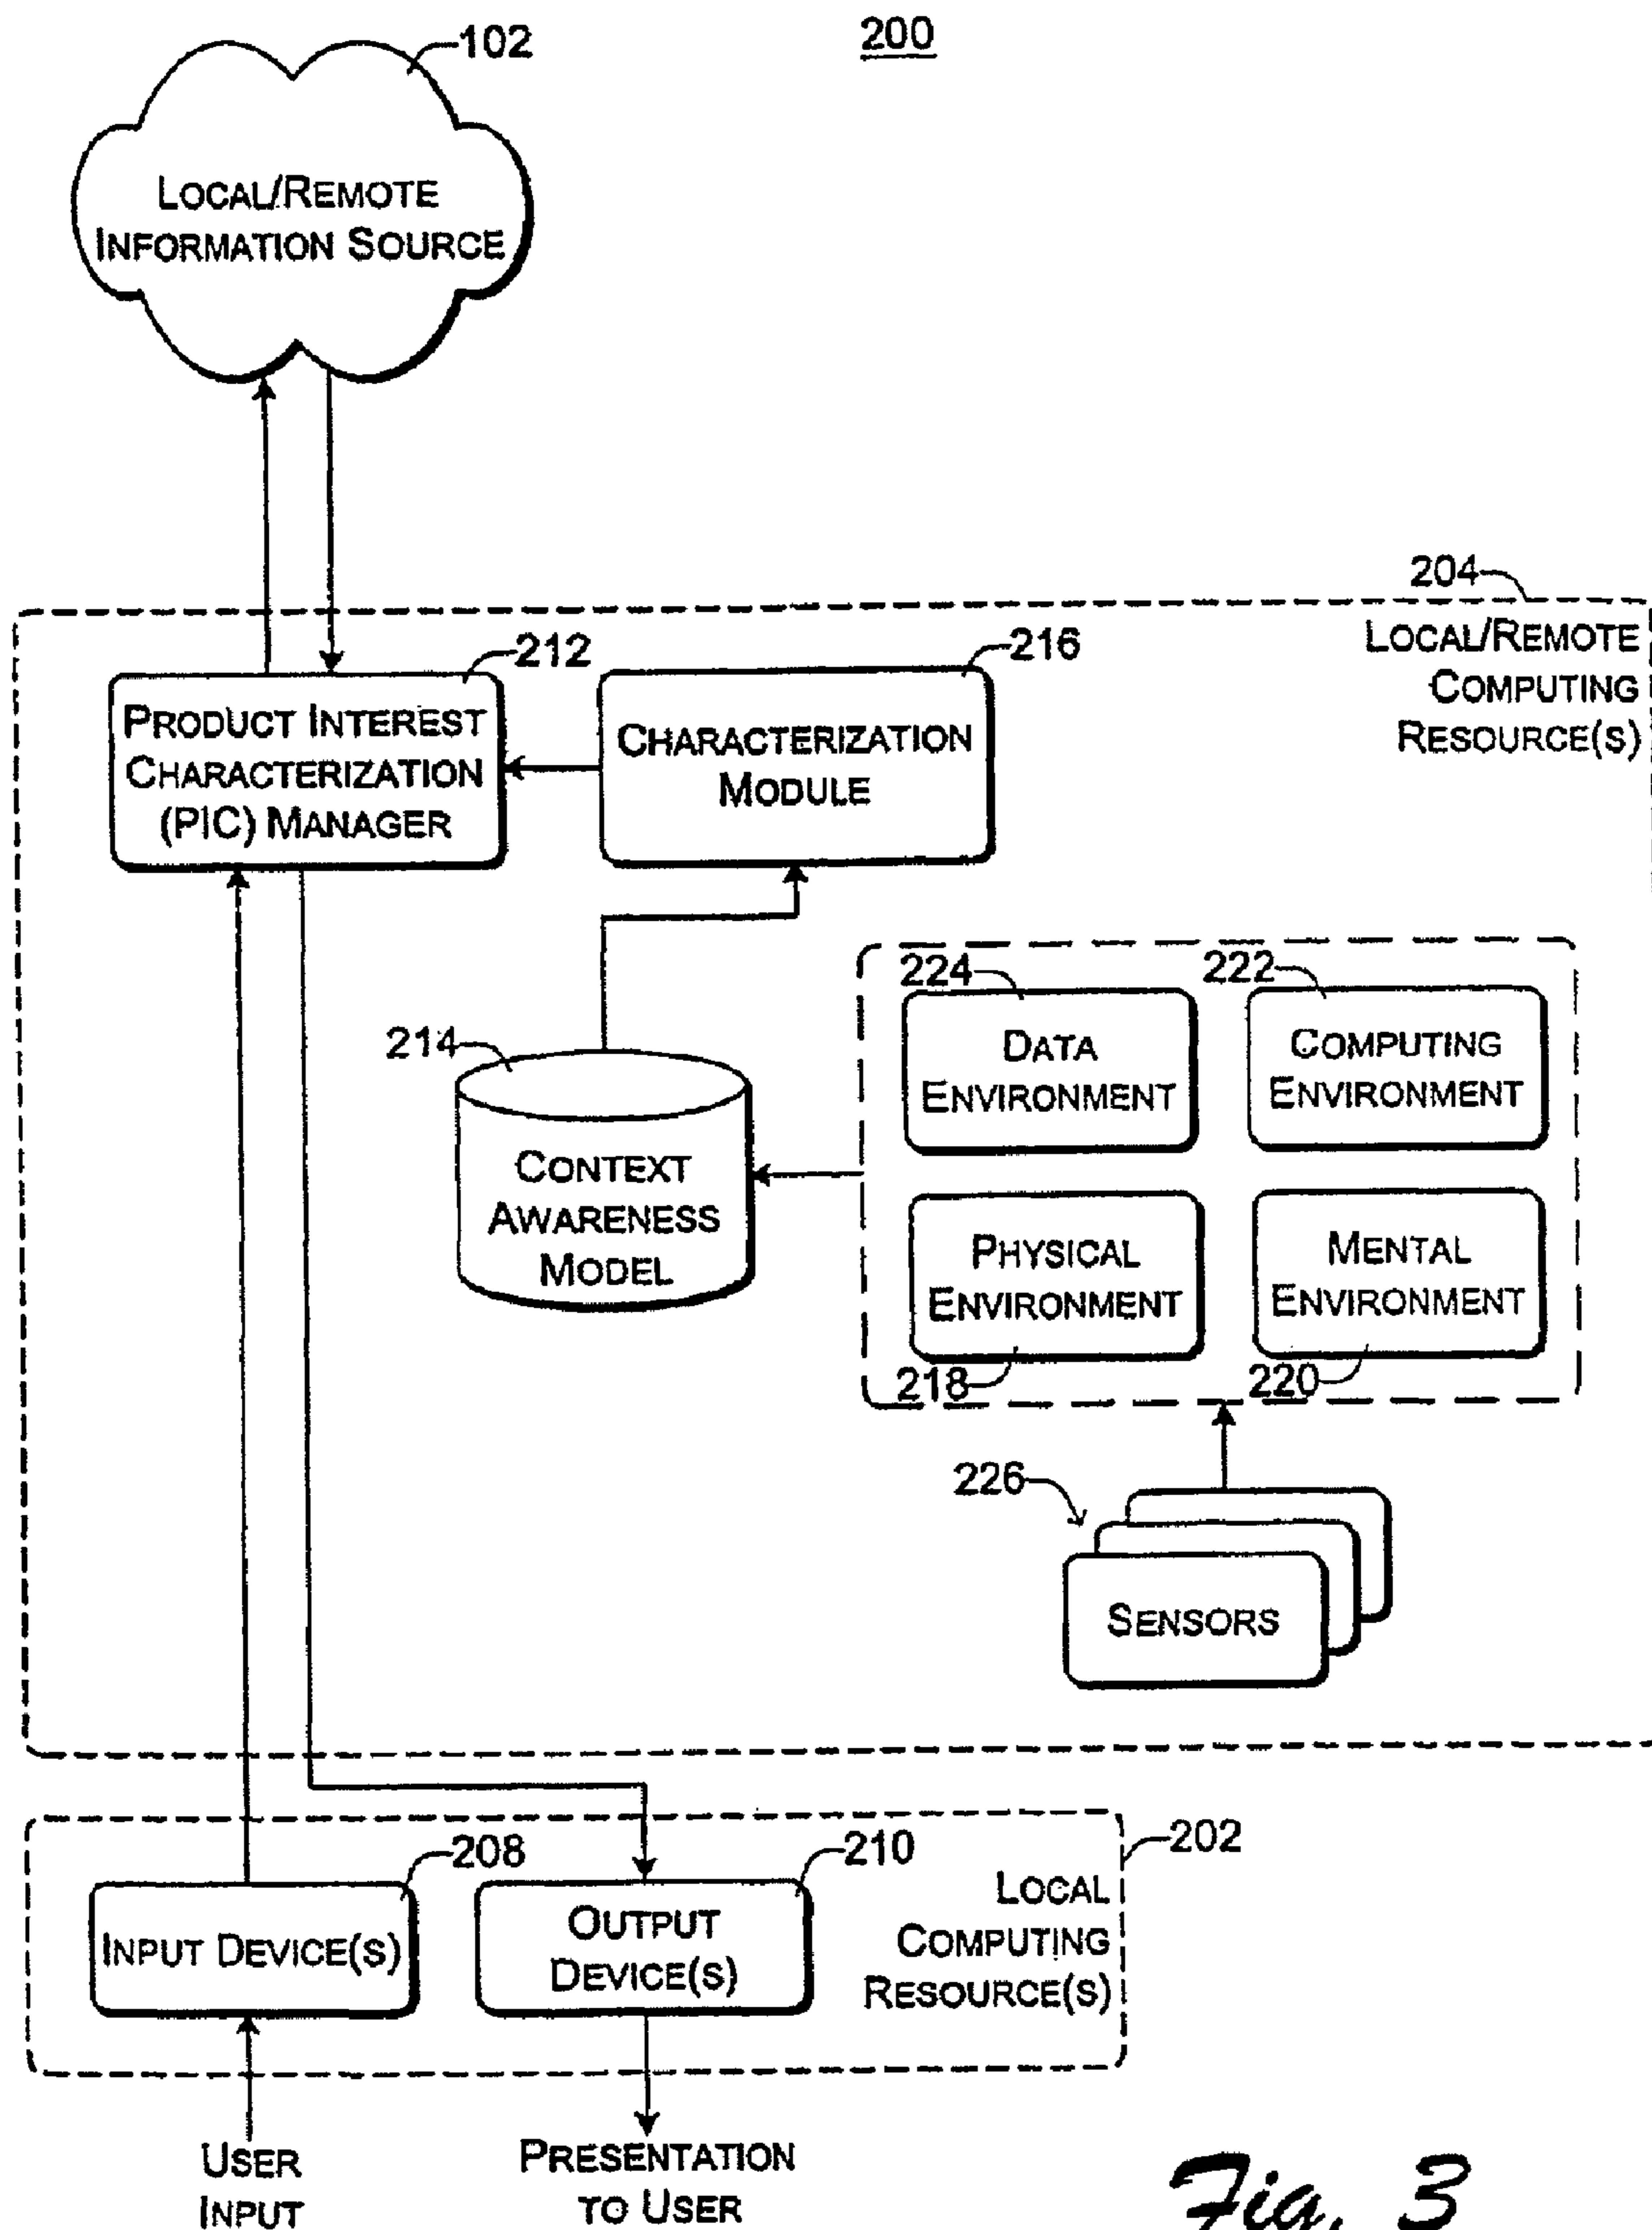 200
102
LOCAL/REMOTE
INFORMATION SOURCE
204
LOCAL/REMOTE
COMPUTING
RESOURCE(S)
212
PRODUCT INTEREST
CHARACTERIZATION
(PIC) MANAGER
216
CHARACTERIZATION
MODULE
214
CONTEXT
AWARENESS
MODEL
224
DATA
ENVIRONMENT
222
COMPUTING
ENVIRONMENT
PHYSICAL
ENVIRONMENT
218
MENTAL
ENVIRONMENT
220
226
SENSORS
202
LOCAL
COMPUTING
RESOURCE(S)
208
INPUT DEVICE(S)
210
OUTPUT
DEVICE(S)
USER
INPUT
PRESENTATION
TO USER
Fig. 3